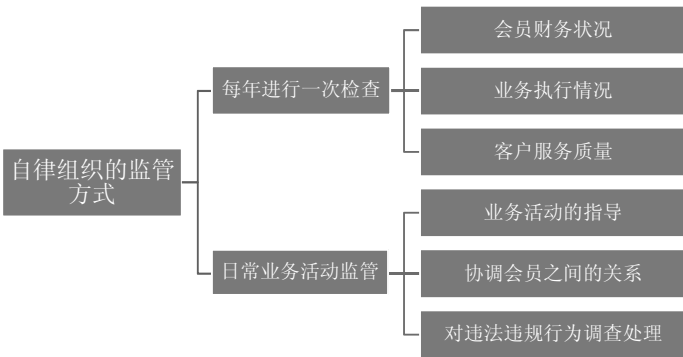 自律组织的监管
方式
每年进行一次检查
会员财务状况
业务执行情况
客户服务质量
日常业务活动监管
业务活动的指导
协调会员之间的关系
对违法违规行为调查处理